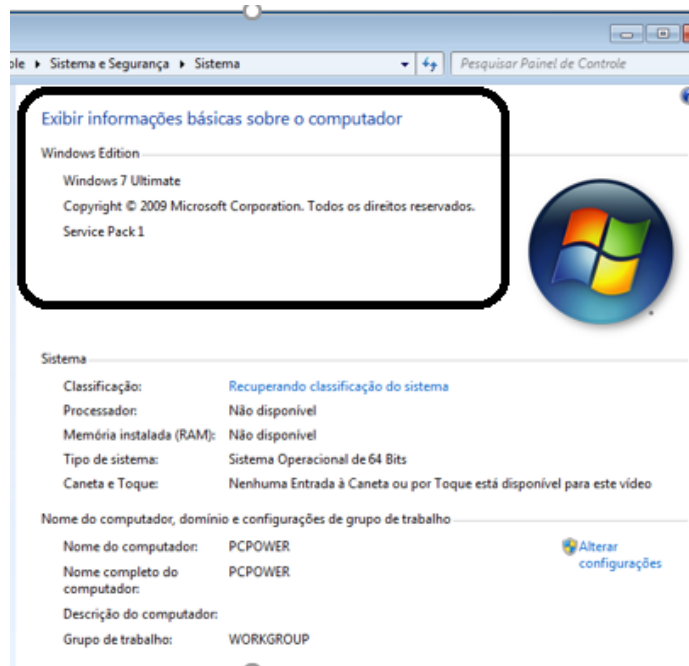 ole ▸ Sistema e Segurança ▸ Sistema
Pesquisar Painel de Controle
Exibir informações básicas sobre o computador
Windows Edition
Windows 7 Ultimate
Copyright © 2009 Microsoft Corporation. Todos os direitos reservados.
Service Pack 1
Sistema
Classificação: Recuperando classificação do sistema
Processador: Não disponível
Memória instalada (RAM): Não disponível
Tipo de sistema: Sistema Operacional de 64 Bits
Caneta e Toque: Nenhuma Entrada à Caneta ou por Toque está disponível para este vídeo
Nome do computador, domínio e configurações de grupo de trabalho
Nome do computador: PCPOWER
Alterar
configurações
Nome completo do
computador:
PCPOWER
Descrição do computador:
Grupo de trabalho: WORKGROUP